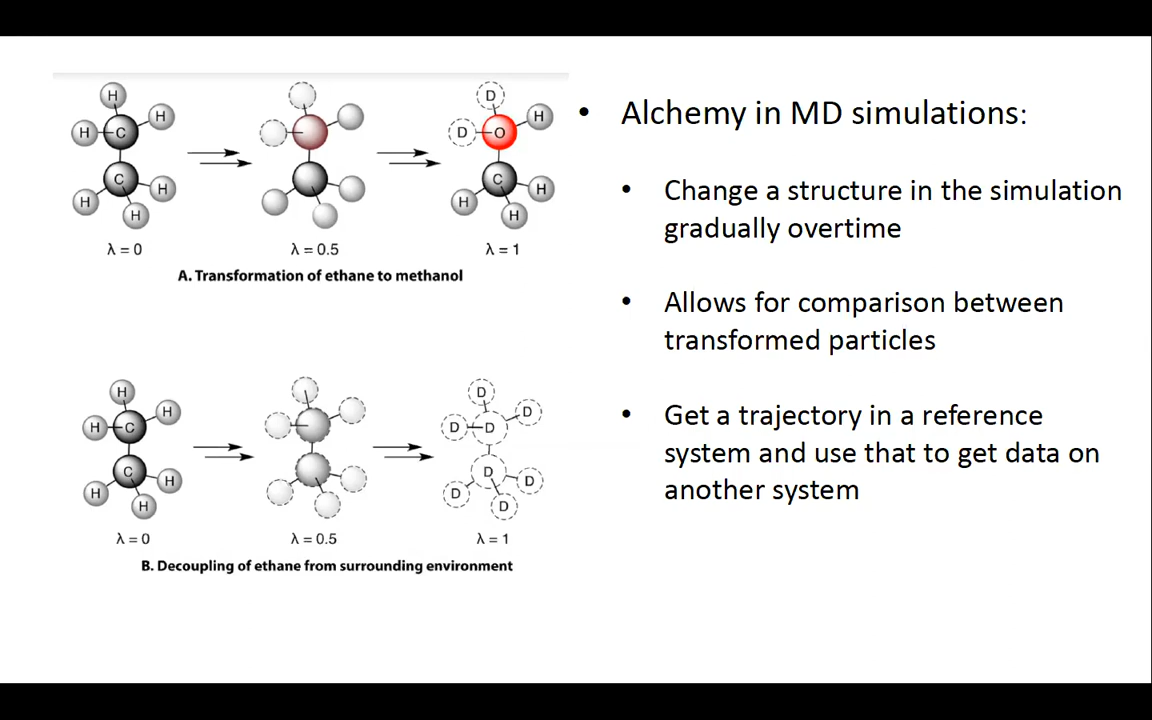 H
H
H C
C
H
H
H
λ = 0
λ = 0.5
D
H
D O
C
H
H
H
λ = 1
A. Transformation of ethane to methanol
H
H
H C
C
H
H
H
λ = 0
λ = 0.5
D
D
D D
D
D
D
D
λ = 1
B. Decoupling of ethane from surrounding environment
• Alchemy in MD simulations:
• Change a structure in the simulation
gradually overtime
• Allows for comparison between
transformed particles
• Get a trajectory in a reference
system and use that to get data on
another system